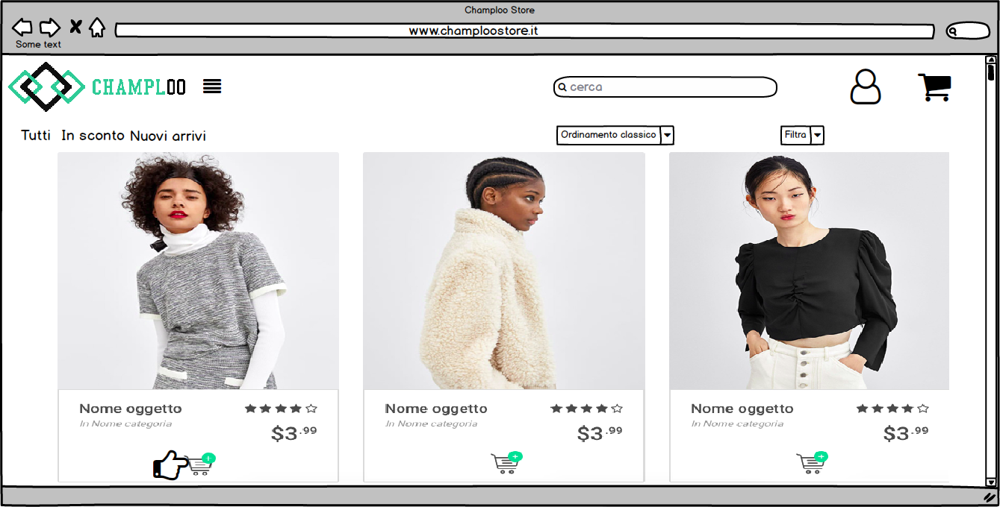 Champloo Store
www.champloostore.it
Some text
CHAMPLOO
cerca
Tutti In sconto Nuovi arrivi
Ordinamento classico
Filtra
Nome oggetto
In Nome categoria
$3.99
Nome oggetto
In Nome categoria
$3.99
Nome oggetto
In Nome categoria
$3.99